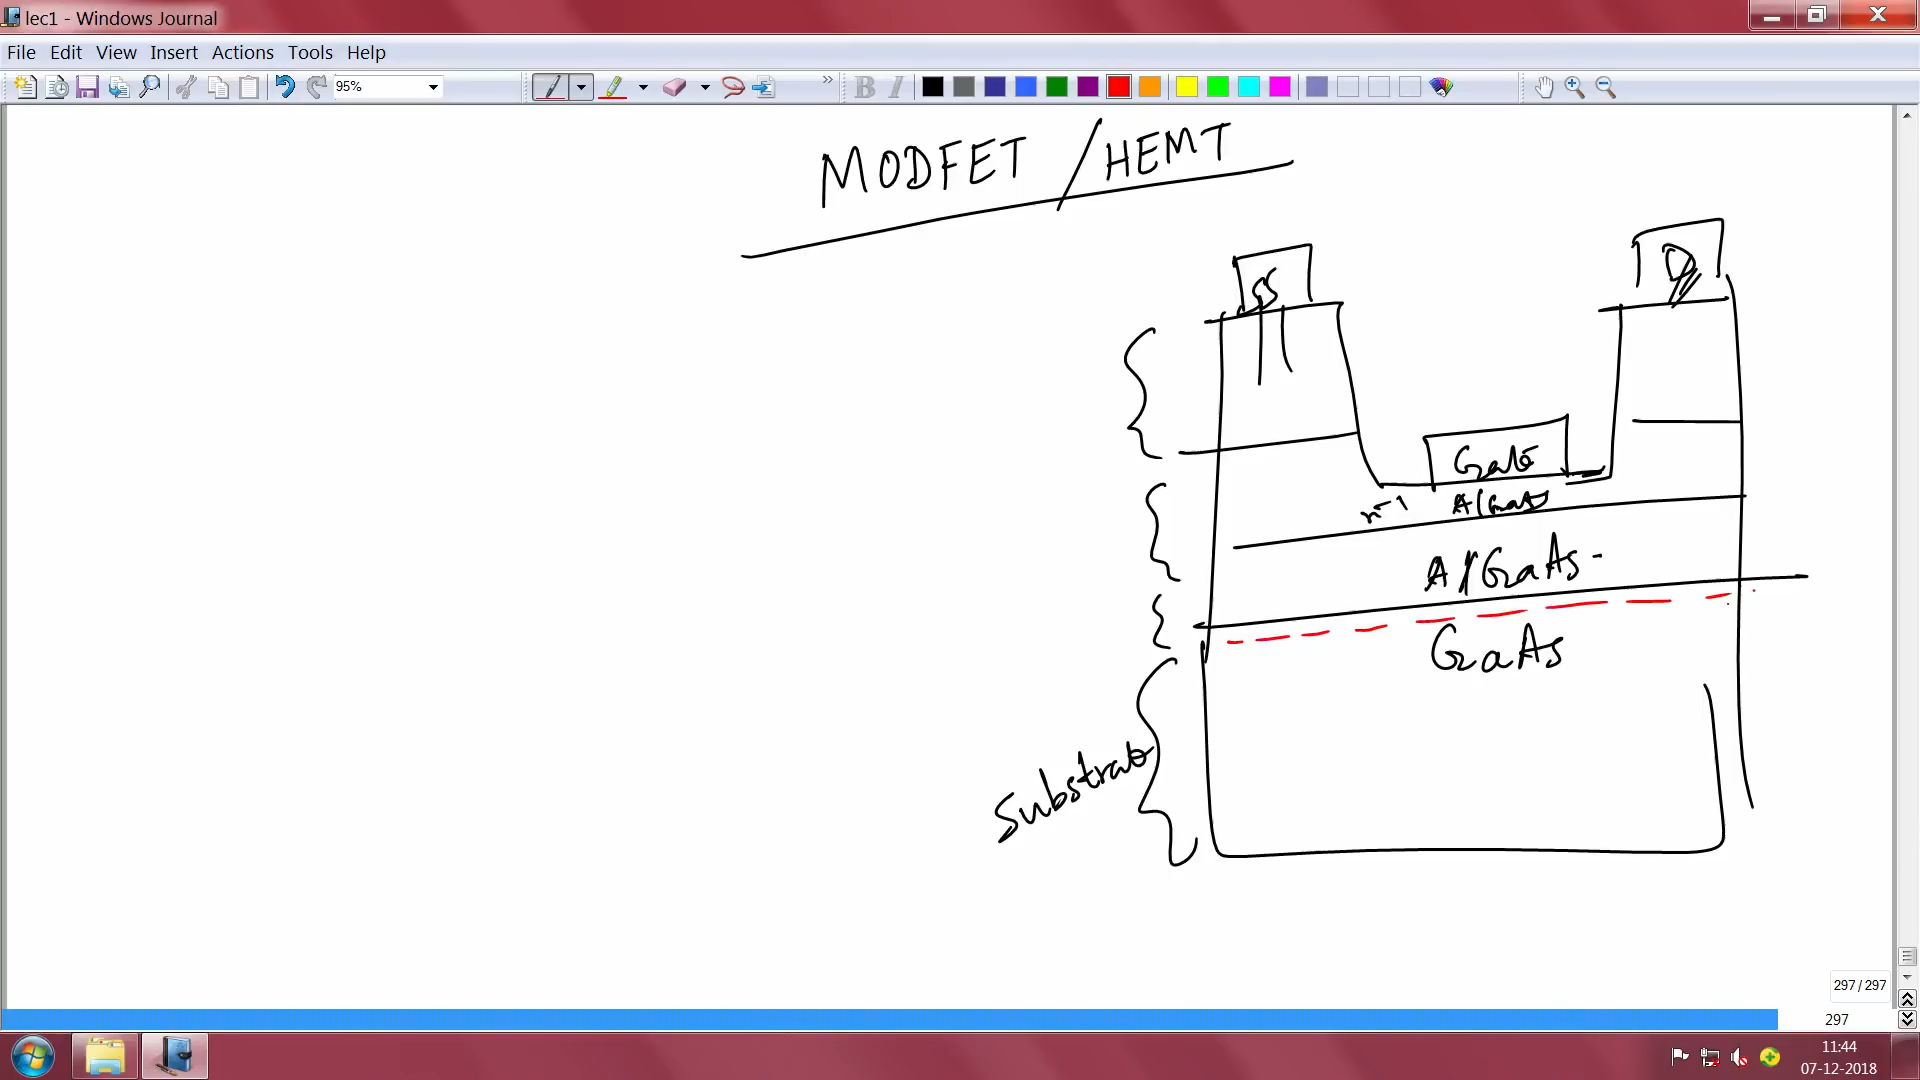 lec1 - Windows Journal
File Edit View Insert Actions Tools Help
95%
B I
MODFET / HEMT
S
D
Gate
AlGaAs
AlGaAs
GaAs
Substrate
297 / 297
297
11:44
07-12-2018